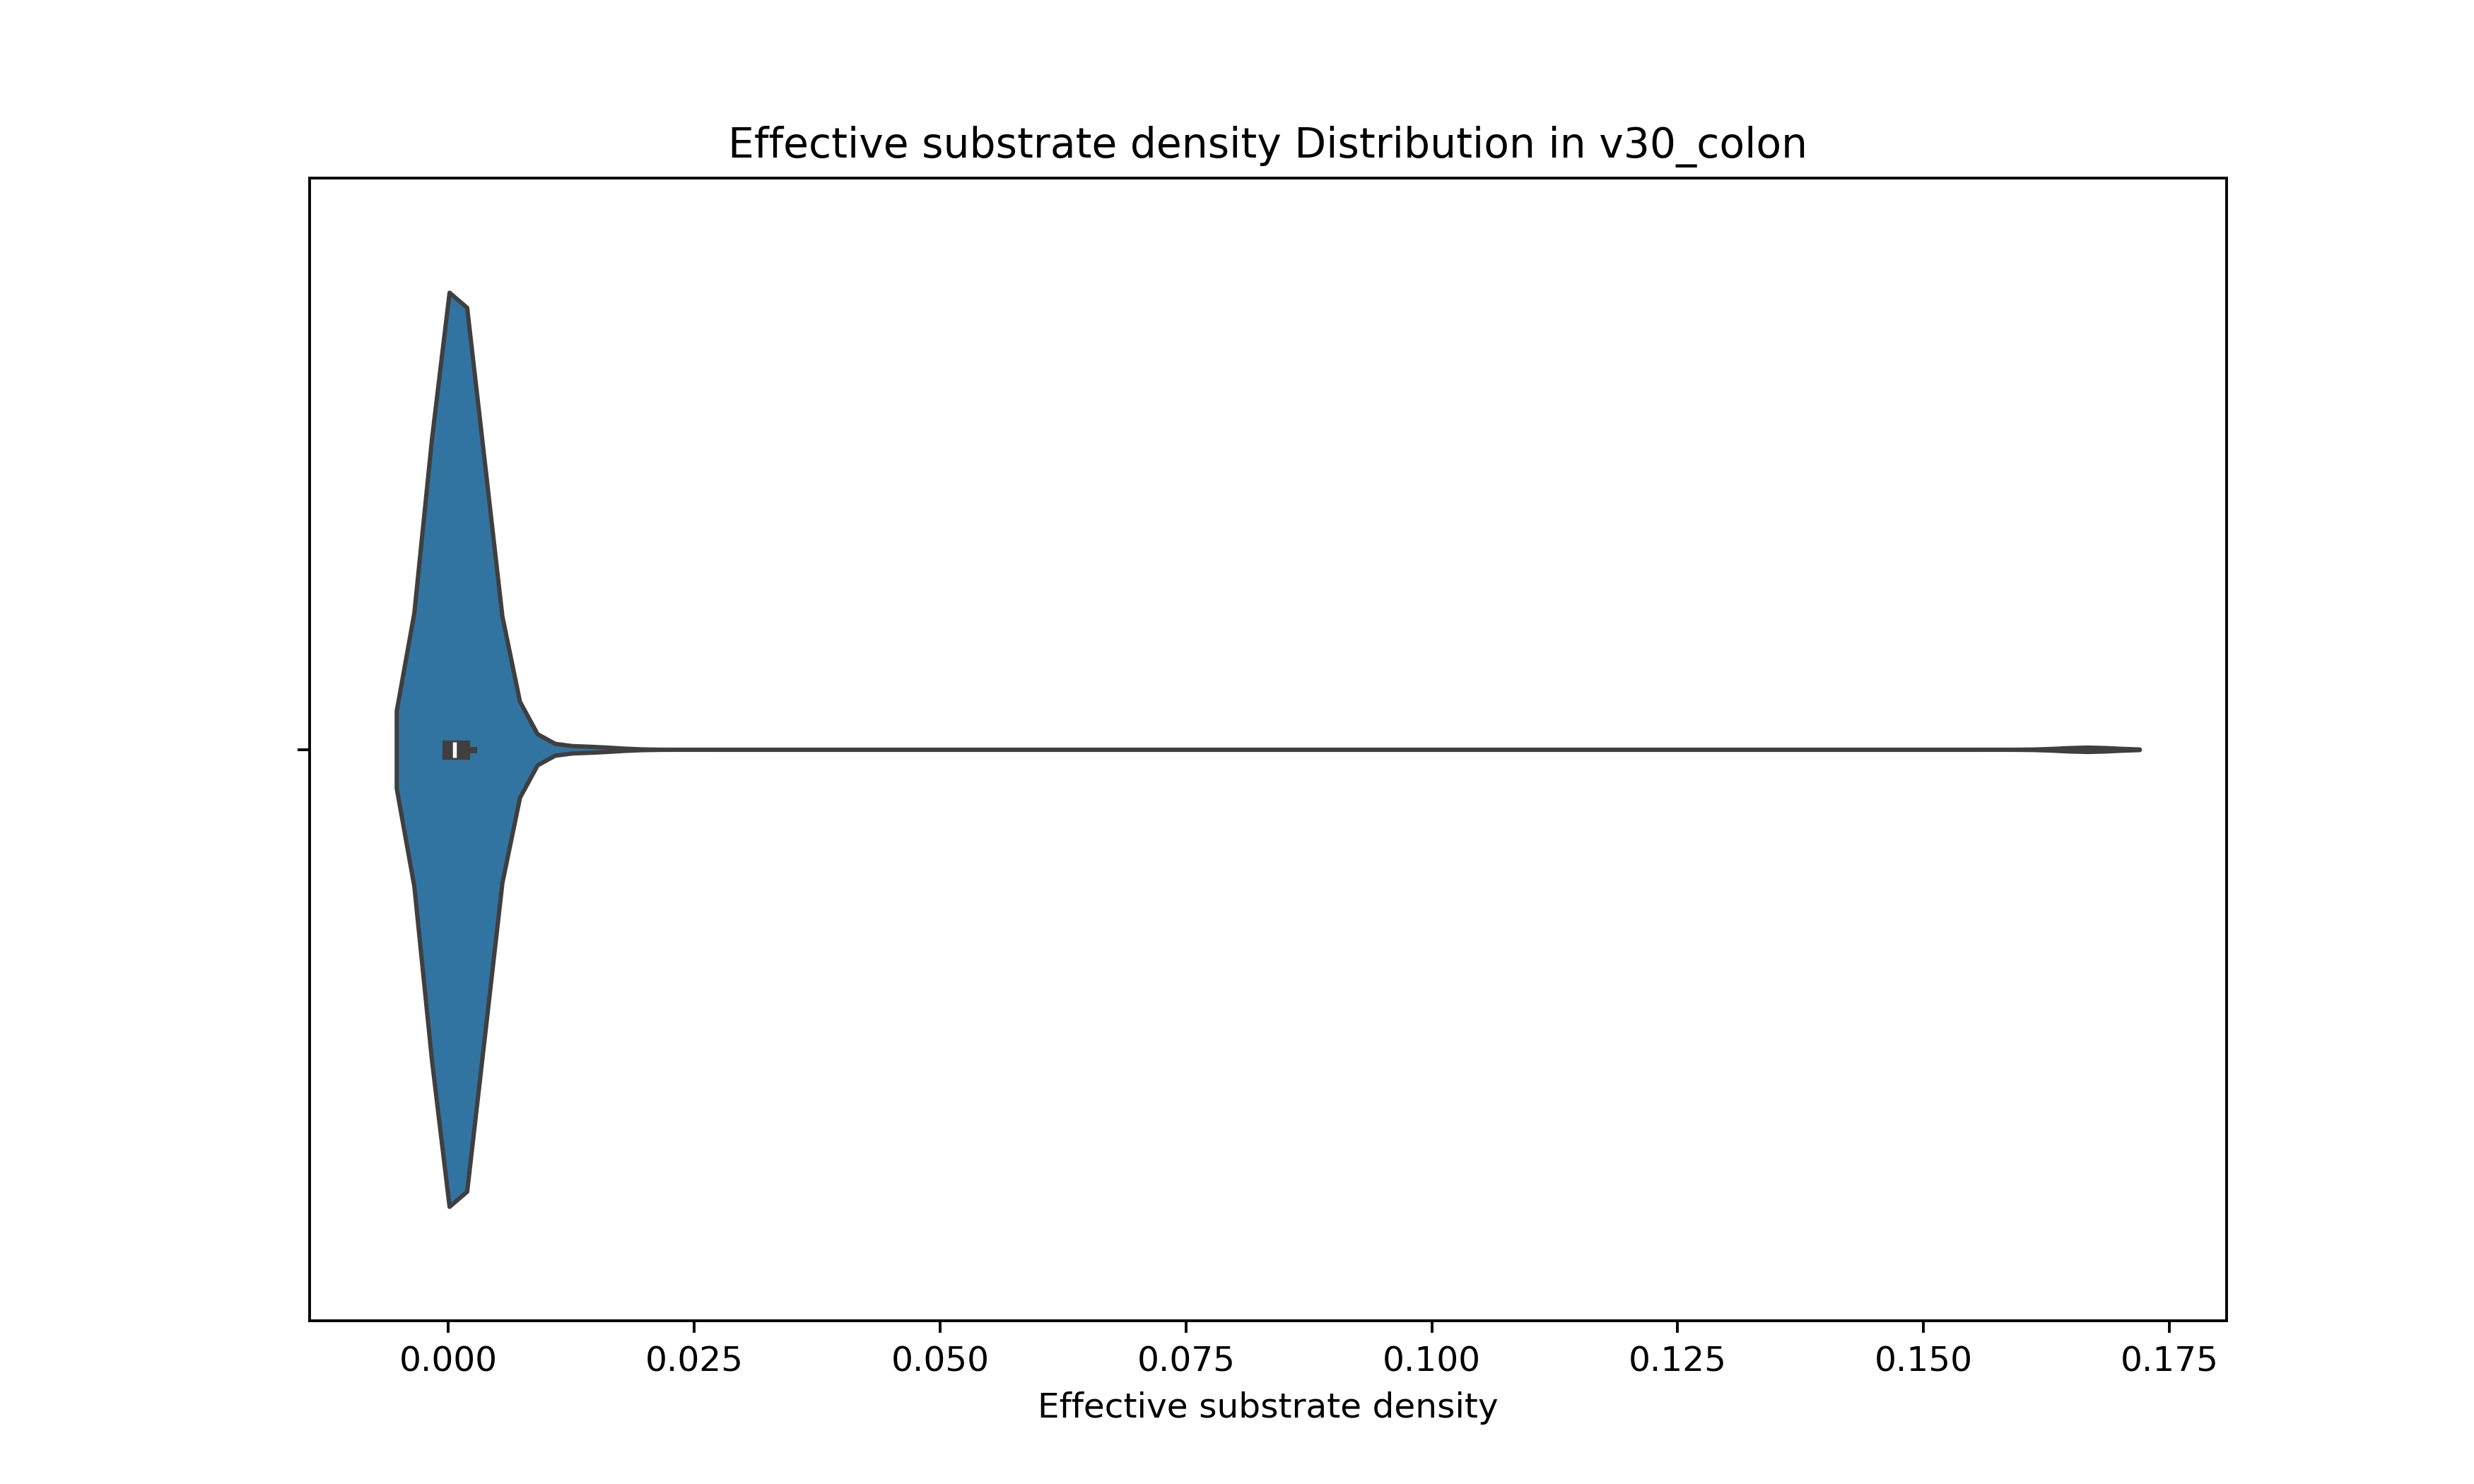 Effective substrate density Distribution in v30_colon
0.000 0.025 0.050 0.075 0.100 0.125 0.150 0.175
Effective substrate density